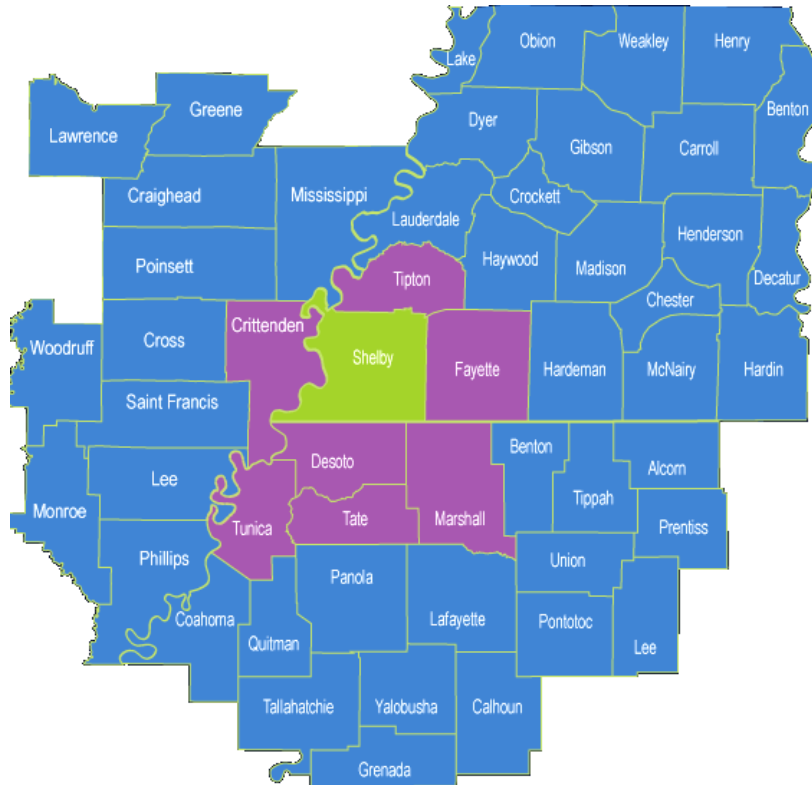 Lake
Obion
Weakley
Henry
Benton
Lawrence
Greene
Dyer
Gibson
Carroll
Craighead
Mississippi
Crockett
Lauderdale
Henderson
Poinsett
Tipton
Haywood
Madison
Decatur
Chester
Crittenden
Woodruff
Cross
Shelby
Fayette
Hardeman
McNairy
Hardin
Saint Francis
Desoto
Benton
Alcorn
Lee
Tippah
Monroe
Tunica
Tate
Marshall
Prentiss
Phillips
Union
Panola
Coahoma
Lafayette
Pontotoc
Quitman
Lee
Tallahatchie
Yalobusha
Calhoun
Grenada